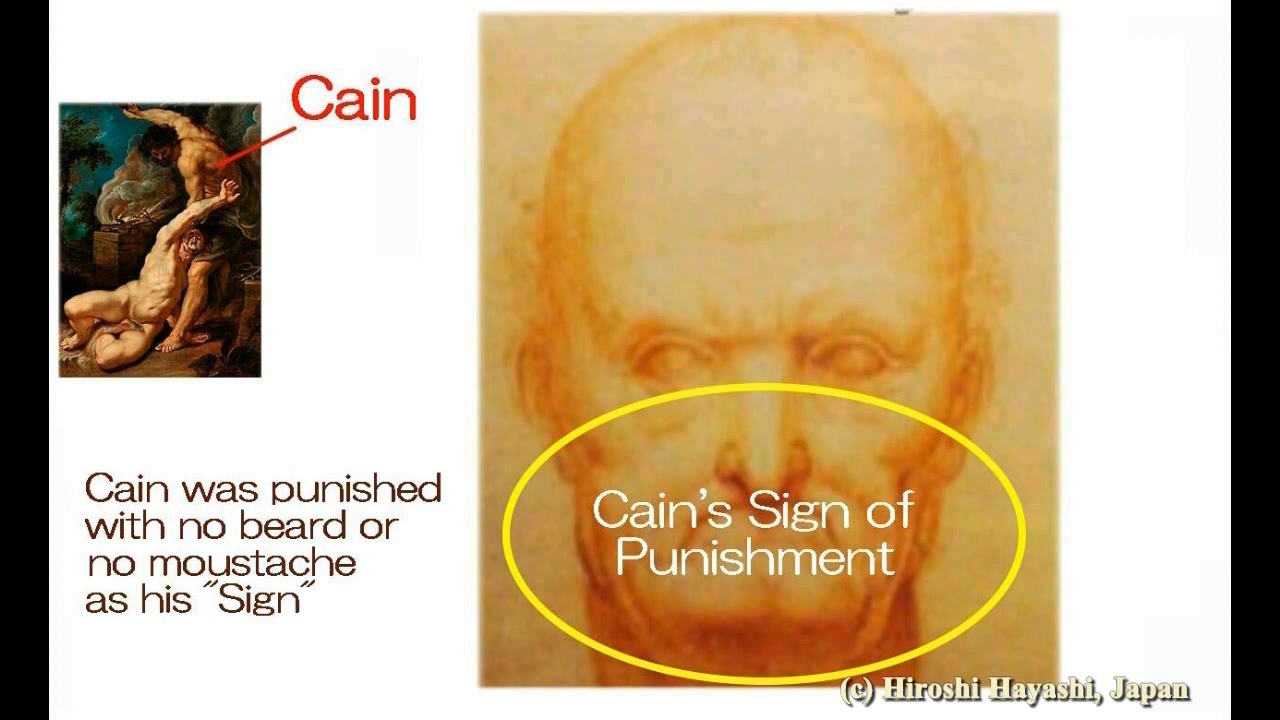 Cain
Cain was punished
with no beard or
no moustache
as his "Sign"
Cain's Sign of
Punishment
(c) Hiroshi Hayashi, Japan